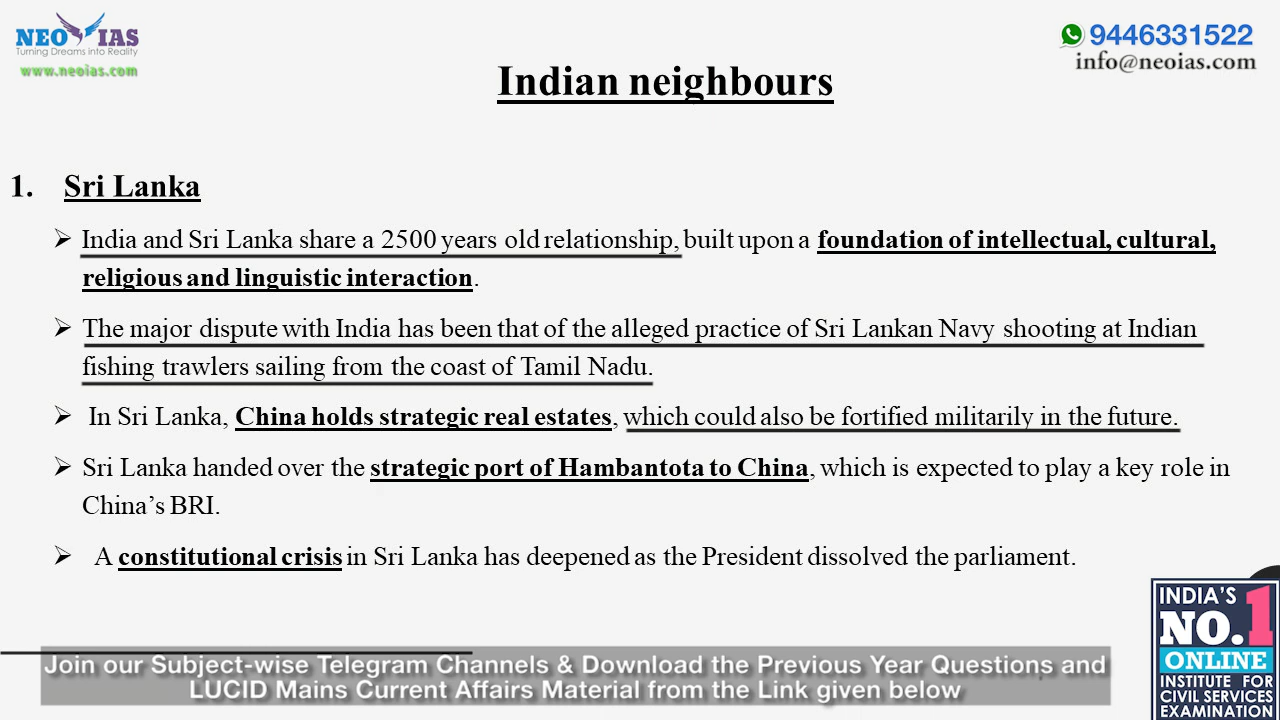 NEO IAS
Turning Dreams into Reality
www.neoias.com
9446331522
info@neoias.com
Indian neighbours
1. Sri Lanka
➢ India and Sri Lanka share a 2500 years old relationship, built upon a foundation of intellectual, cultural,
religious and linguistic interaction.
➢ The major dispute with India has been that of the alleged practice of Sri Lankan Navy shooting at Indian
fishing trawlers sailing from the coast of Tamil Nadu.
➢ In Sri Lanka, China holds strategic real estates, which could also be fortified militarily in the future.
➢ Sri Lanka handed over the strategic port of Hambantota to China, which is expected to play a key role in
China’s BRI.
➢ A constitutional crisis in Sri Lanka has deepened as the President dissolved the parliament.
Join our Subject-wise Telegram Channels & Download the Previous Year Questions and
LUCID Mains Current Affairs Material from the Link given below
INDIA'S
NO.1
ONLINE
INSTITUTE FOR
CIVIL SERVICES
EXAMINATION